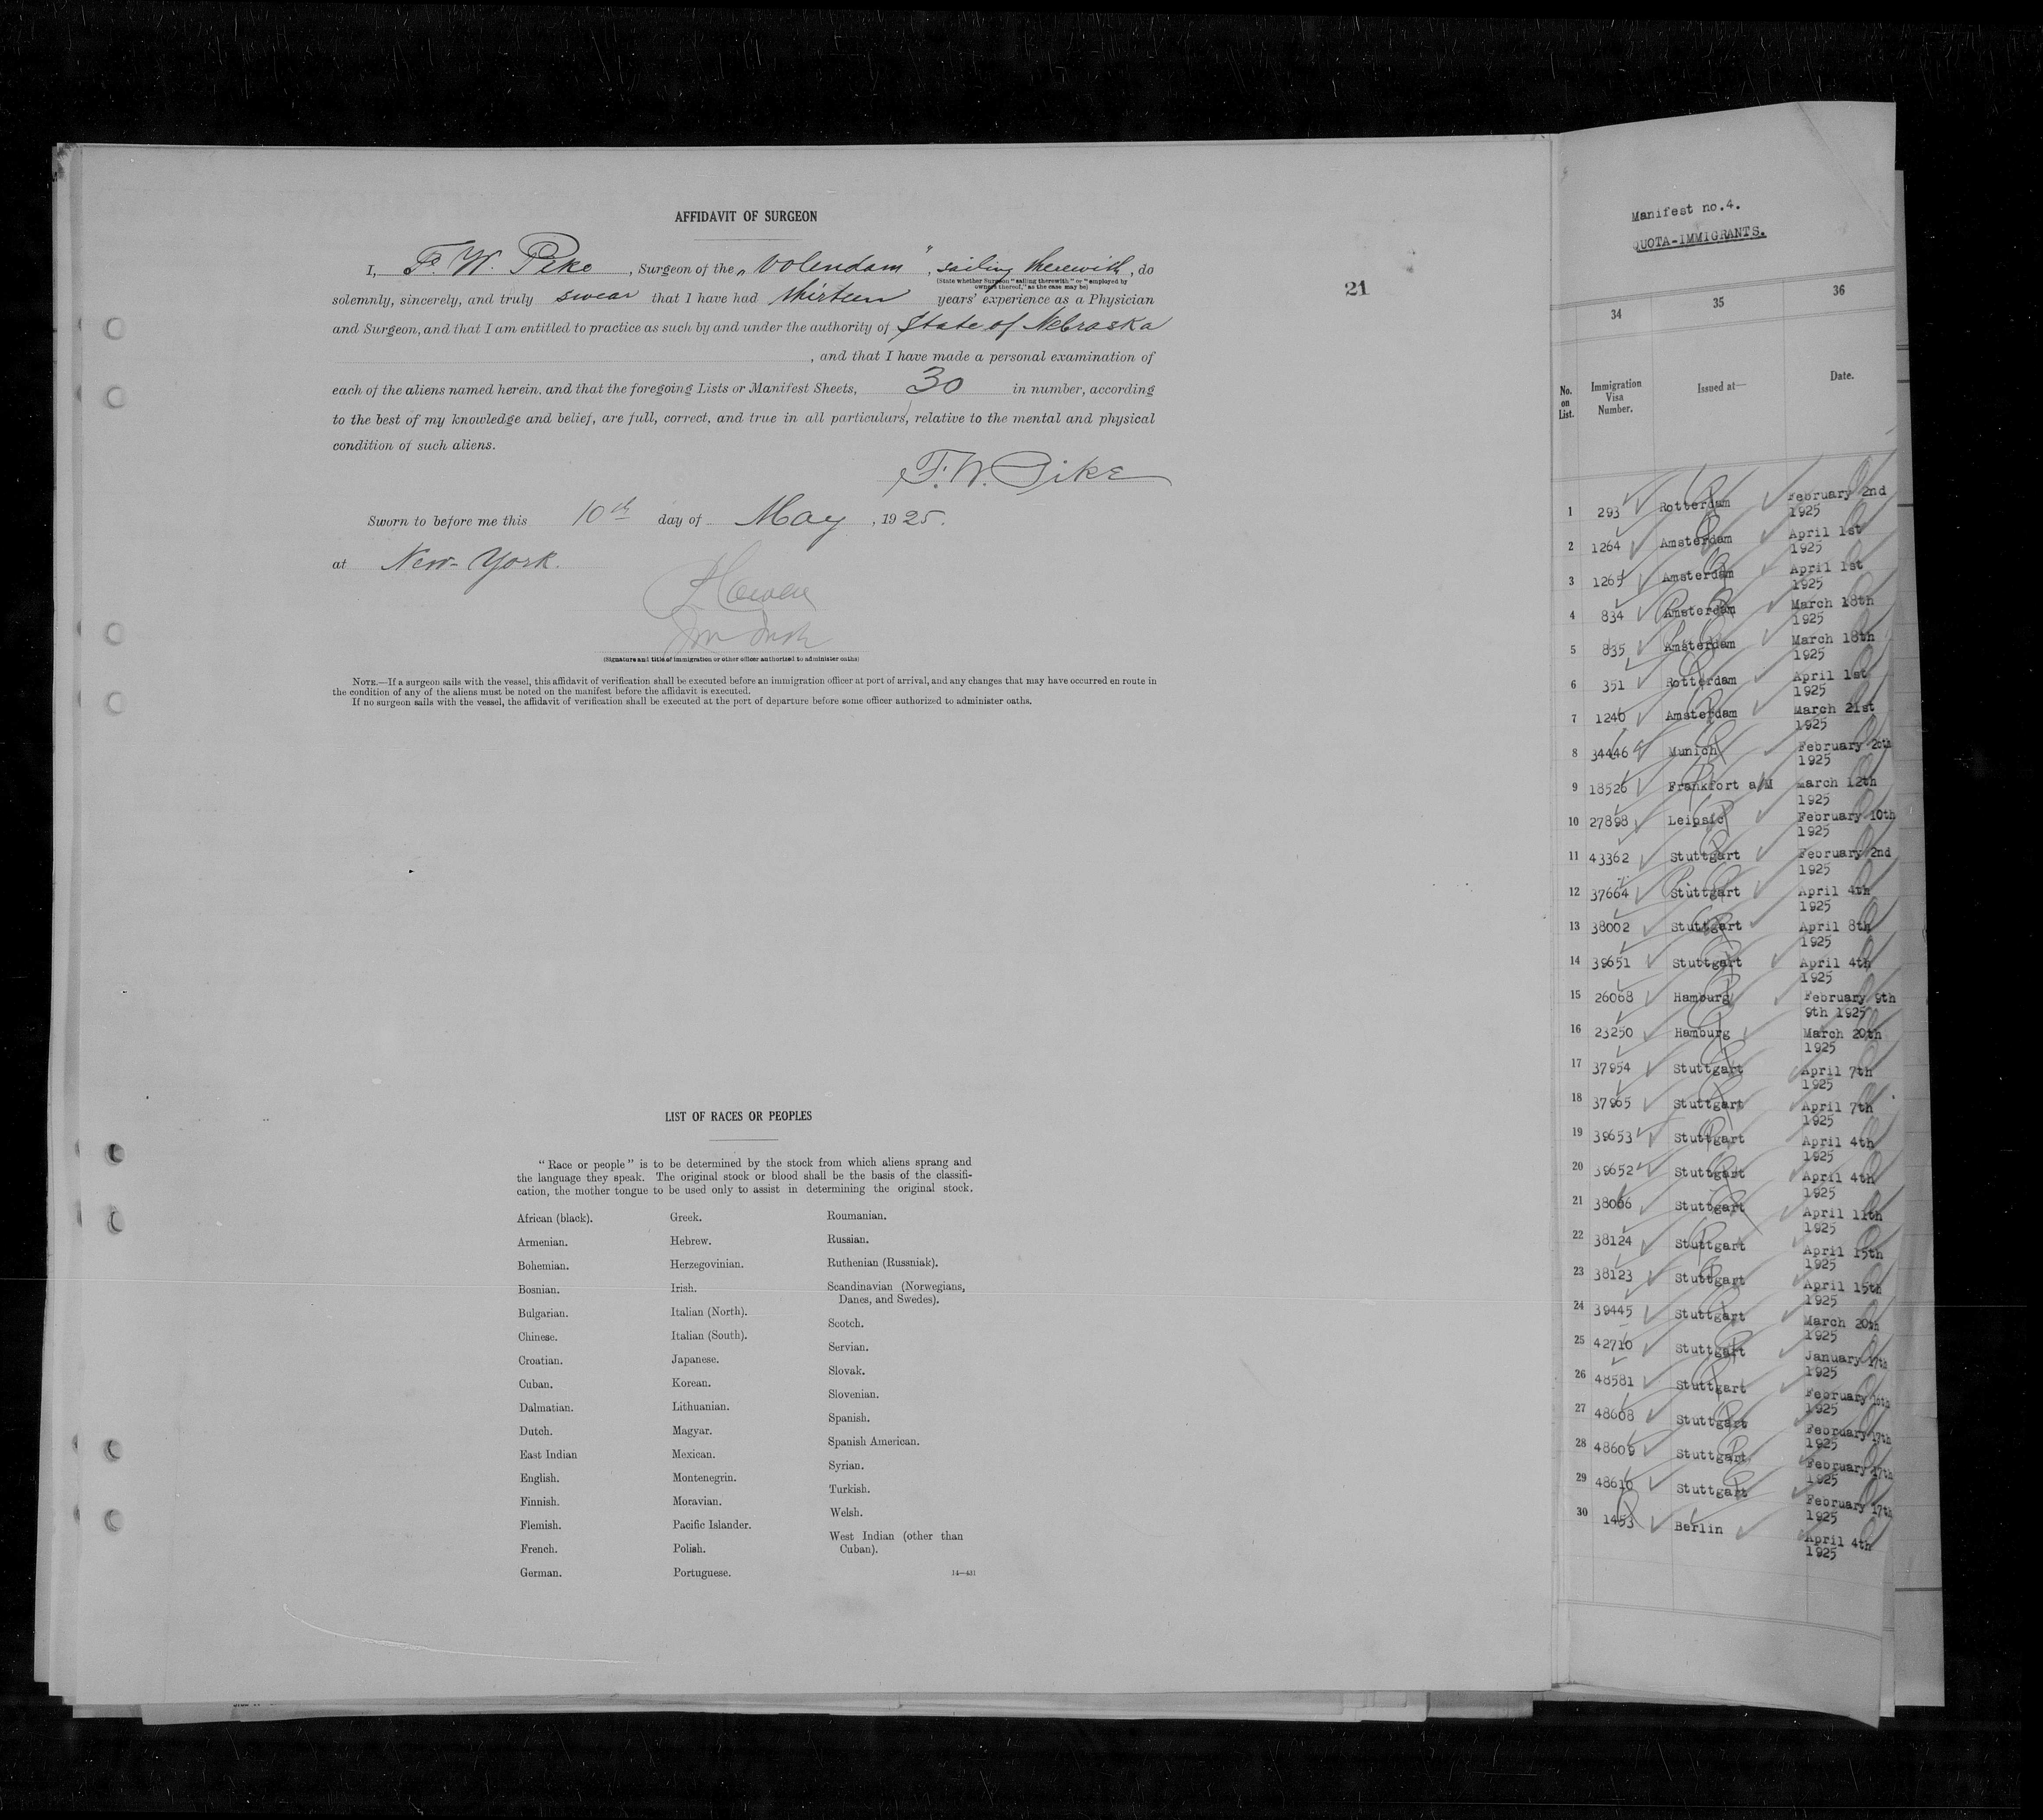 AFFIDAVIT OF SURGEON
I, F. W. Pike, Surgeon of the „Volendam", sailing therewith, do
(State whether Surgeon "sailing therewith" or "employed by
owners thereof," as the case may be)
solemnly, sincerely, and truly swear that I have had thirteen years' experience as a Physician
and Surgeon, and that I am entitled to practice as such by and under the authority of State of Nebraska
, and that I have made a personal examination of
each of the aliens named herein. and that the foregoing Lists or Manifest Sheets, 30 in number, according
to the best of my knowledge and belief, are full, correct, and true in all particulars, relative to the mental and physical
condition of such aliens.
F. W. Pike
Sworn to before me this 10th day of May, 1925.
at New-York.
(Signature and title of immigration or other officer authorized to administer oaths)
NOTE.—If a surgeon sails with the vessel, this affidavit of verification shall be executed before an immigration officer at port of arrival, and any changes that may have occurred en route in
the condition of any of the aliens must be noted on the manifest before the affidavit is executed.
If no surgeon sails with the vessel, the affidavit of verification shall be executed at the port of departure before some officer authorized to administer oaths.
21
LIST OF RACES OR PEOPLES
"Race or people" is to be determined by the stock from which aliens sprang and
the language they speak. The original stock or blood shall be the basis of the classifi-
cation, the mother tongue to be used only to assist in determining the original stock.
African (black).
Armenian.
Bohemian.
Bosnian.
Bulgarian.
Chinese.
Croatian.
Cuban.
Dalmatian.
Dutch.
East Indian
English.
Finnish.
Flemish.
French.
German.
Greek.
Hebrew.
Herzegovinian.
Irish.
Italian (North).
Italian (South).
Japanese.
Korean.
Lithuanian.
Magyar.
Mexican.
Montenegrin.
Moravian.
Pacific Islander.
Polish.
Portuguese.
Roumanian.
Russian.
Ruthenian (Russniak).
Scandinavian (Norwegians,
Danes, and Swedes).
Scotch.
Servian.
Slovak.
Slovenian.
Spanish.
Spanish American.
Syrian.
Turkish.
Welsh.
West Indian (other than
Cuban).
14—431
Manifest no.4.
QUOTA-IMMIGRANTS.
34 35 36
No. on List. Immigration Visa Number. Issued at— Date.
1 293 Rotterdam February 2nd
1925
2 1264 Amsterdam April 1st
1925
3 1265 Amsterdam April 1st
1925
4 834 Amsterdam March 18th
1925
5 835 Amsterdam March 18th
1925
6 351 Rotterdam April 1st
1925
7 1240 Amsterdam March 21st
1925
8 34446 Munich February
1925
9 18526 Frankfort a/M March 12th
1925
10 27898 Leipsic February 10th
1925
11 43362 Stuttgart February 2nd
1925
12 37664 Stuttgart April 4th
1925
13 38002 Stuttgart April 8th
1925
14 39651 Stuttgart April 4th
1925
15 26068 Hamburg February 9th
9th 1925
16 23250 Hamburg March 20th
1925
17 37954 Stuttgart April 7th
1925
18 37965 Stuttgart April 7th
1925
19 39653 Stuttgart April 4th
1925
20 39652 Stuttgart April 4th
1925
21 38066 Stuttgart April 11th
1925
22 38124 Stuttgart April 15th
1925
23 38123 Stuttgart April 15th
1925
24 39445 Stuttgart March 20th
1925
25 42710 Stuttgart January 17th
1925
26 48581 Stuttgart February 16th
1925
27 48608 Stuttgart February 17th
1925
28 48609 Stuttgart February 17th
1925
29 48610 Stuttgart February 17th
1925
30 1453 Berlin April 4th
1925